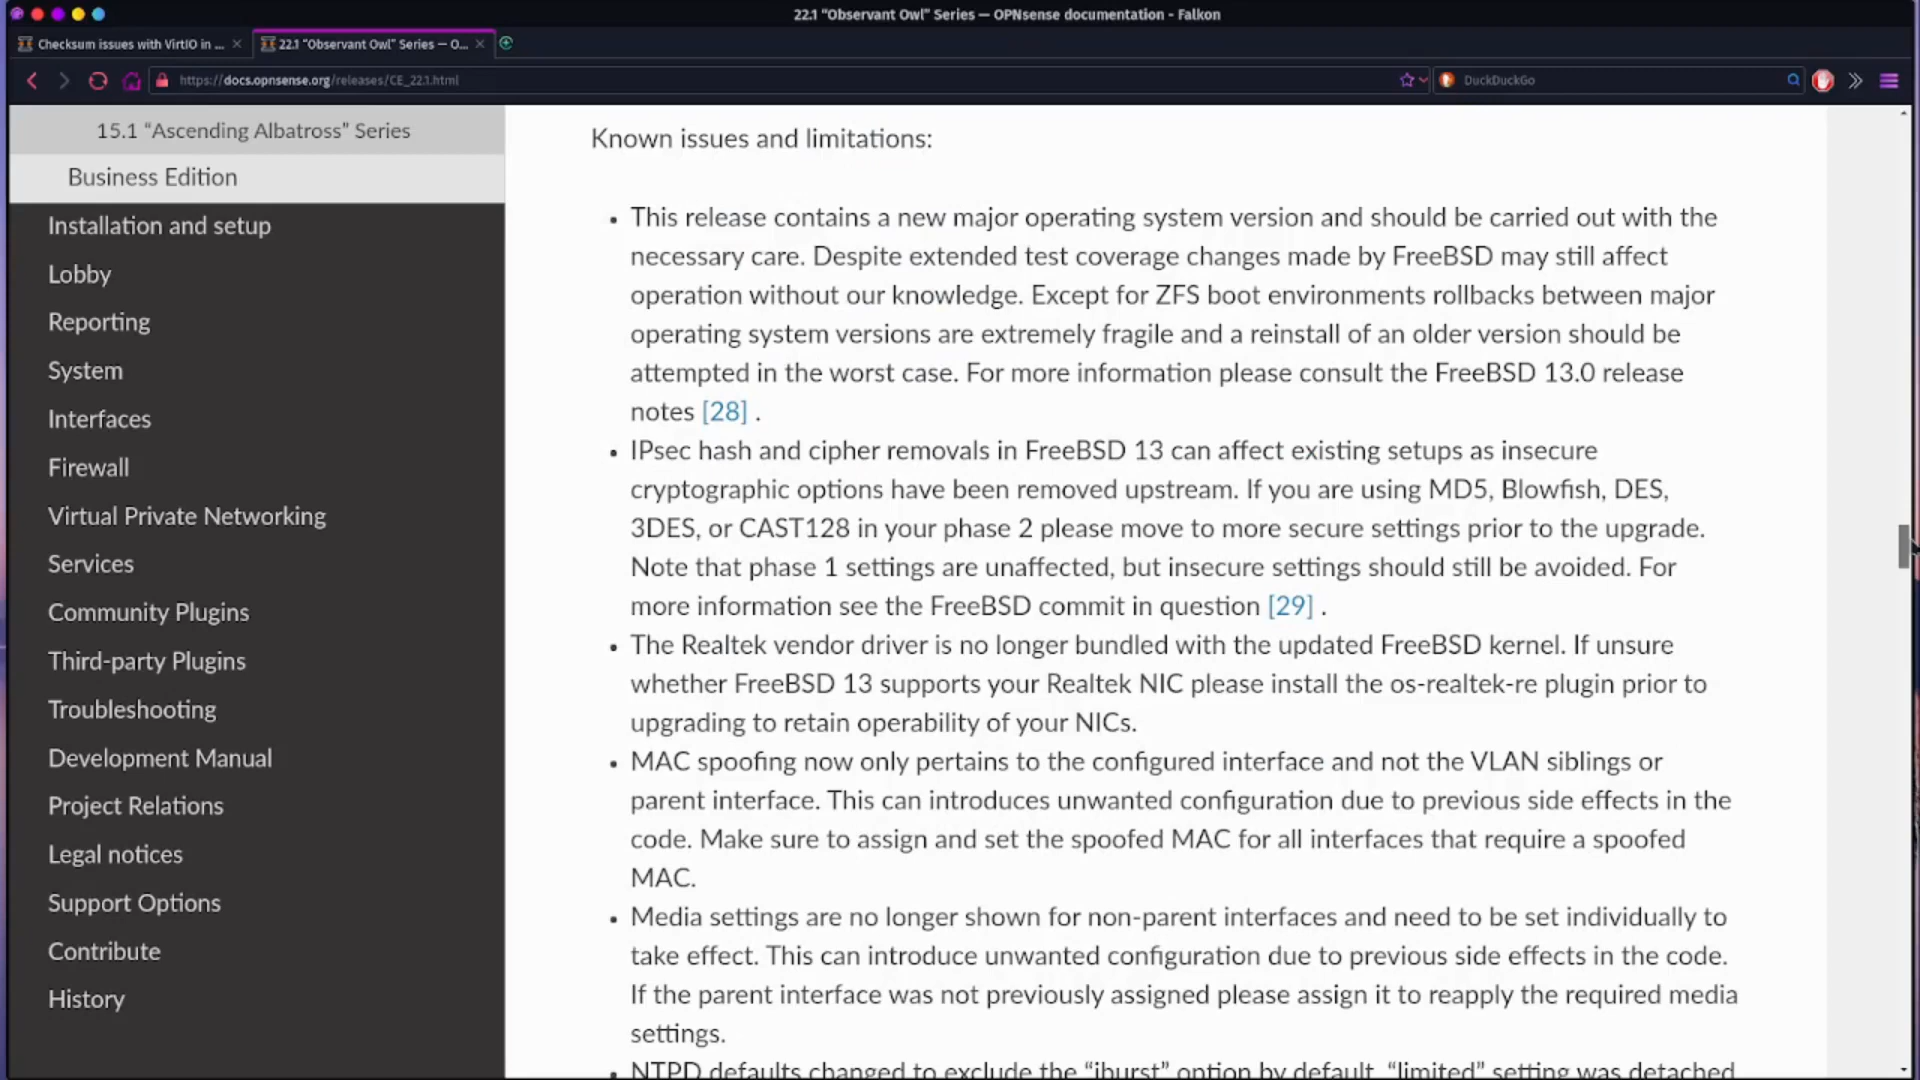 22.1 “Observant Owl” Series — OPNsense documentation - Falkon
Checksum issues with VirtIO in ...
22.1 “Observant Owl” Series — O...
https://docs.opnsense.org/releases/CE_22.1.html
DuckDuckGo
15.1 “Ascending Albatross” Series
Business Edition
Installation and setup
Lobby
Reporting
System
Interfaces
Firewall
Virtual Private Networking
Services
Community Plugins
Third-party Plugins
Troubleshooting
Development Manual
Project Relations
Legal notices
Support Options
Contribute
History
Known issues and limitations:
• This release contains a new major operating system version and should be carried out with the
necessary care. Despite extended test coverage changes made by FreeBSD may still affect
operation without our knowledge. Except for ZFS boot environments rollbacks between major
operating system versions are extremely fragile and a reinstall of an older version should be
attempted in the worst case. For more information please consult the FreeBSD 13.0 release
notes [28] .
• IPsec hash and cipher removals in FreeBSD 13 can affect existing setups as insecure
cryptographic options have been removed upstream. If you are using MD5, Blowfish, DES,
3DES, or CAST128 in your phase 2 please move to more secure settings prior to the upgrade.
Note that phase 1 settings are unaffected, but insecure settings should still be avoided. For
more information see the FreeBSD commit in question [29] .
• The Realtek vendor driver is no longer bundled with the updated FreeBSD kernel. If unsure
whether FreeBSD 13 supports your Realtek NIC please install the os-realtek-re plugin prior to
upgrading to retain operability of your NICs.
• MAC spoofing now only pertains to the configured interface and not the VLAN siblings or
parent interface. This can introduces unwanted configuration due to previous side effects in the
code. Make sure to assign and set the spoofed MAC for all interfaces that require a spoofed
MAC.
• Media settings are no longer shown for non-parent interfaces and need to be set individually to
take effect. This can introduce unwanted configuration due to previous side effects in the code.
If the parent interface was not previously assigned please assign it to reapply the required media
settings.
• NTPD defaults changed to exclude the “iburst” option by default. “limited” setting was detached